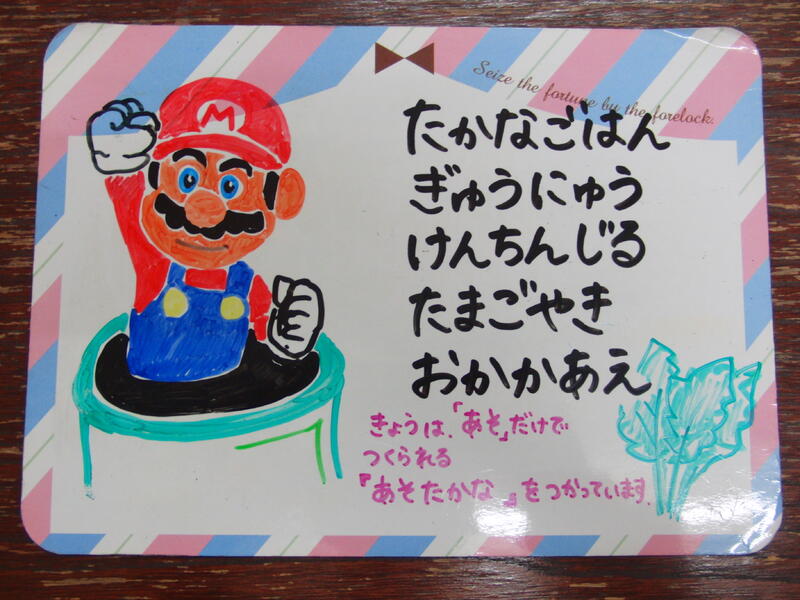 Seize the fortune by the forelock.
M
たかなごはん
ぎゅうにゅう
けんちんじる
たまごやき
おかかあえ
きょうは、「あそ」だけで
つくられる
『あそたかな』をつかっています。